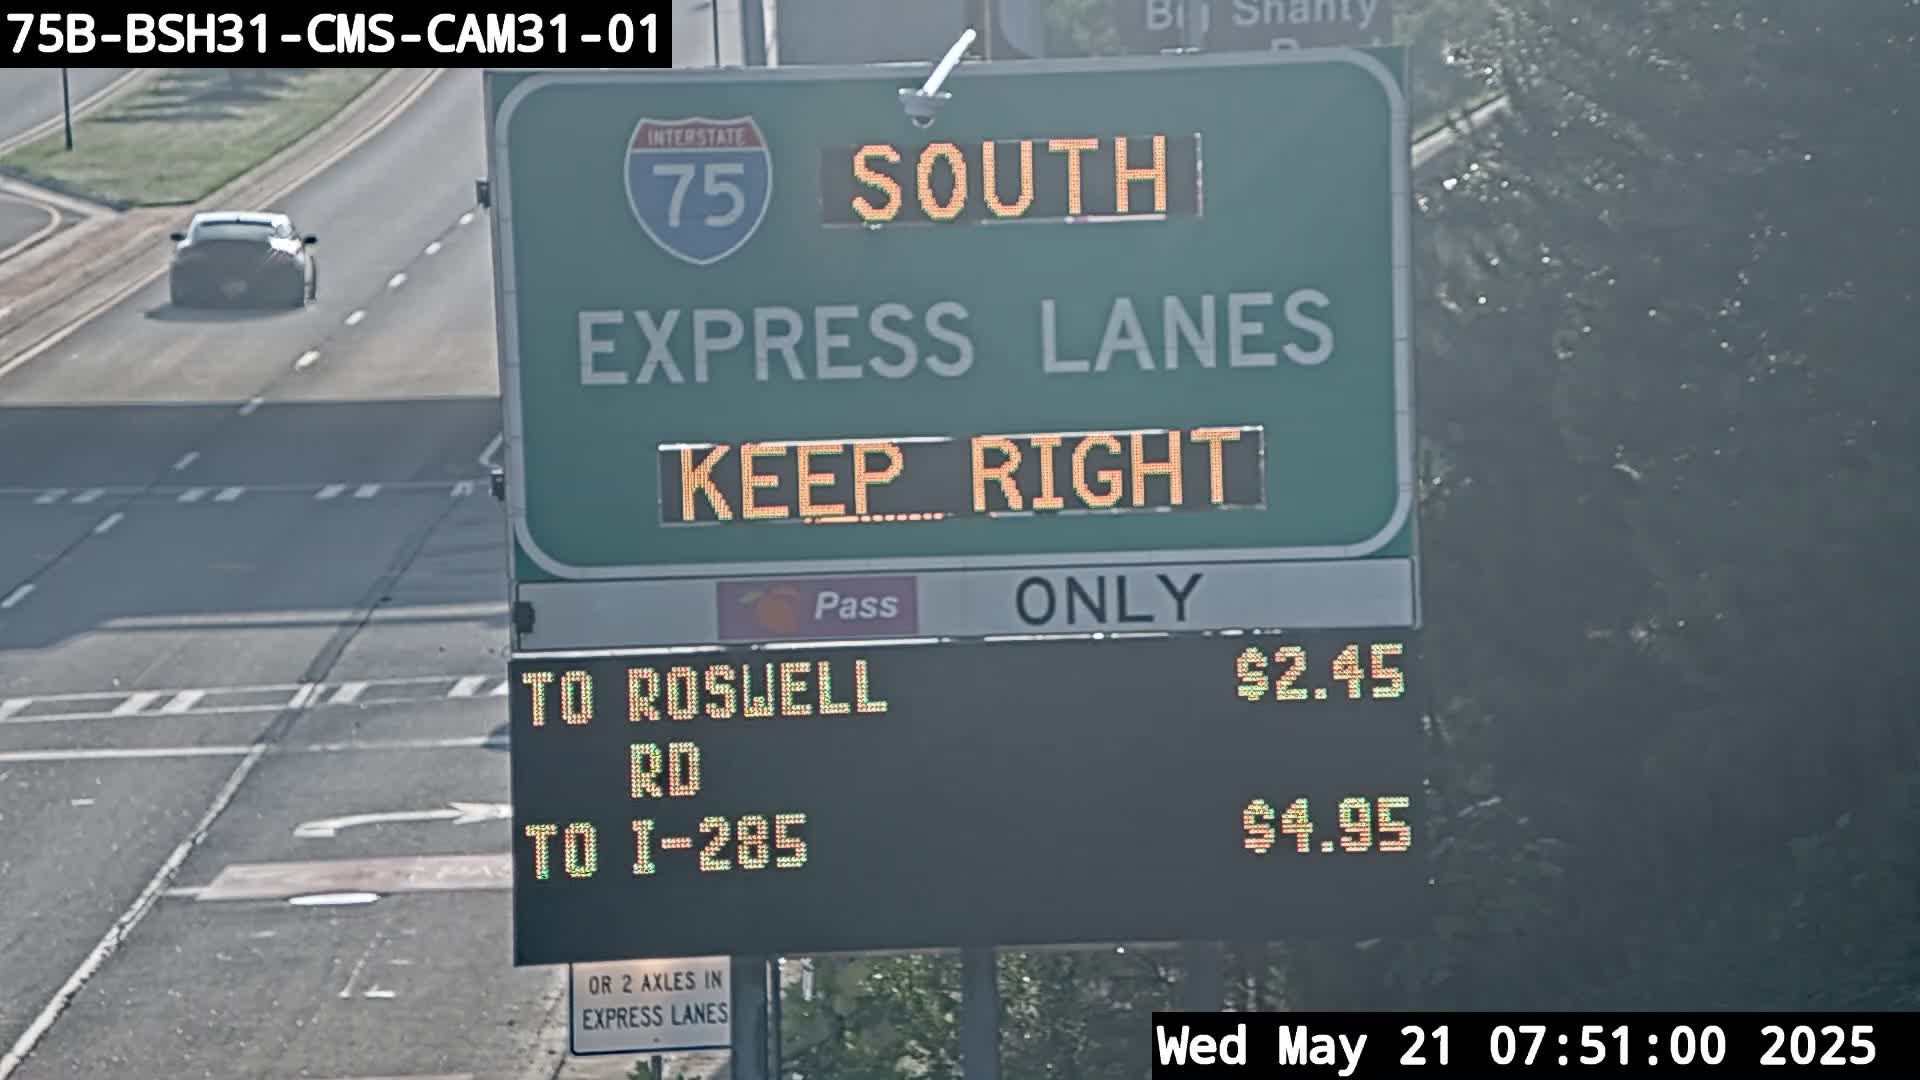 75B-BSH31-CMS-CAM31-01
Big Shanty
INTERSTATE
75
SOUTH
EXPRESS LANES
KEEP RIGHT
Pass ONLY
TO ROSWELL $2.45
RD
TO I-285 $4.95
OR 2 AXLES IN
EXPRESS LANES
Wed May 21 07:51:00 2025